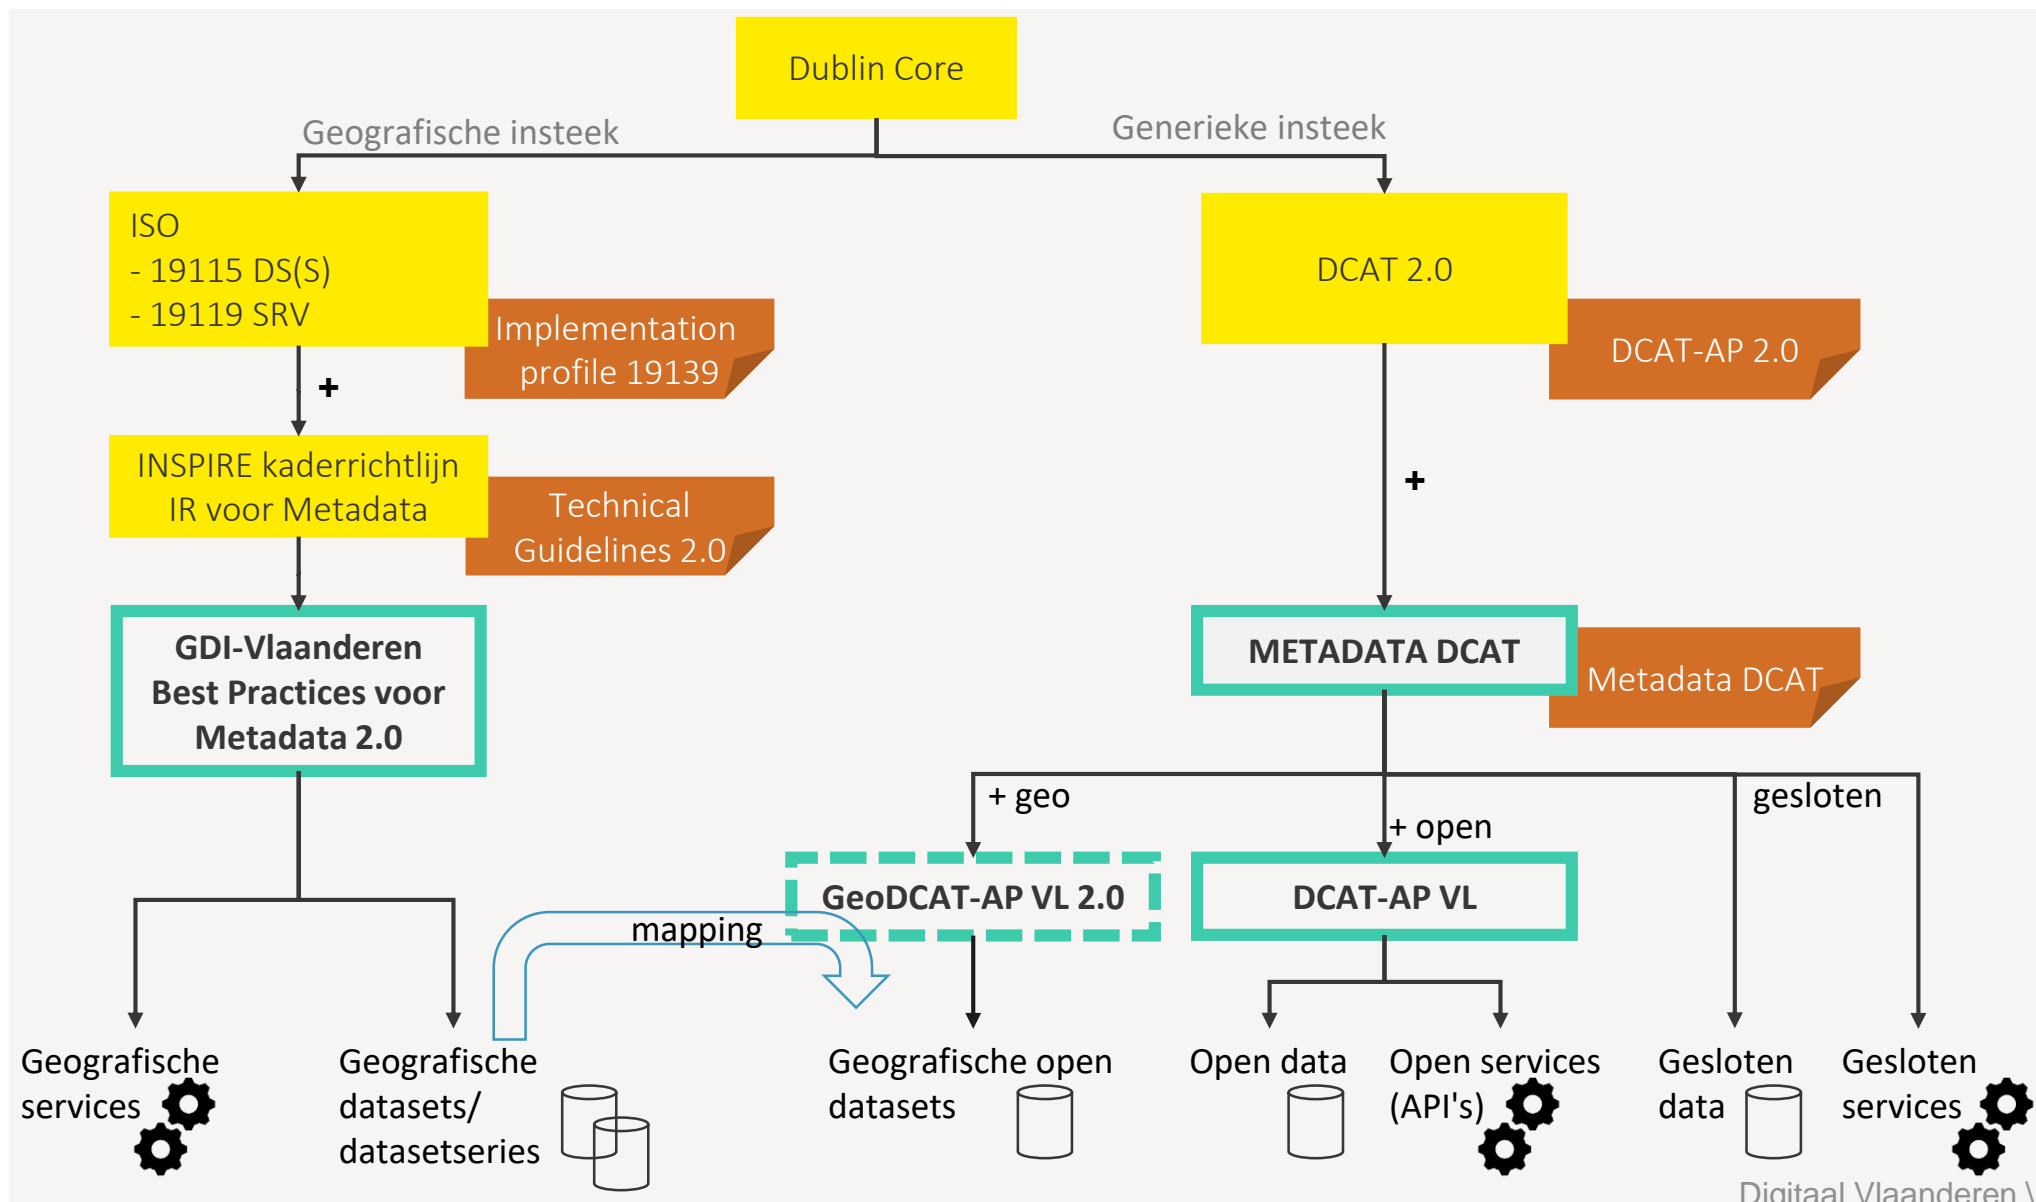 Dublin Core
Geografische insteek
Generieke insteek
ISO
- 19115 DS(S)
- 19119 SRV
DCAT 2.0
Implementation
profile 19139
DCAT-AP 2.0
+
INSPIRE kaderrichtlijn
IR voor Metadata
+
Technical
Guidelines 2.0
GDI-Vlaanderen
Best Practices voor
Metadata 2.0
METADATA DCAT
Metadata DCAT
+ geo
gesloten
+ open
GeoDCAT-AP VL 2.0
DCAT-AP VL
mapping
Geografische
services
Geografische
datasets/
datasetseries
Geografische open
datasets
Open data
Open services
(API's)
Gesloten
data
Gesloten
services
Digitaal Vlaanderen \